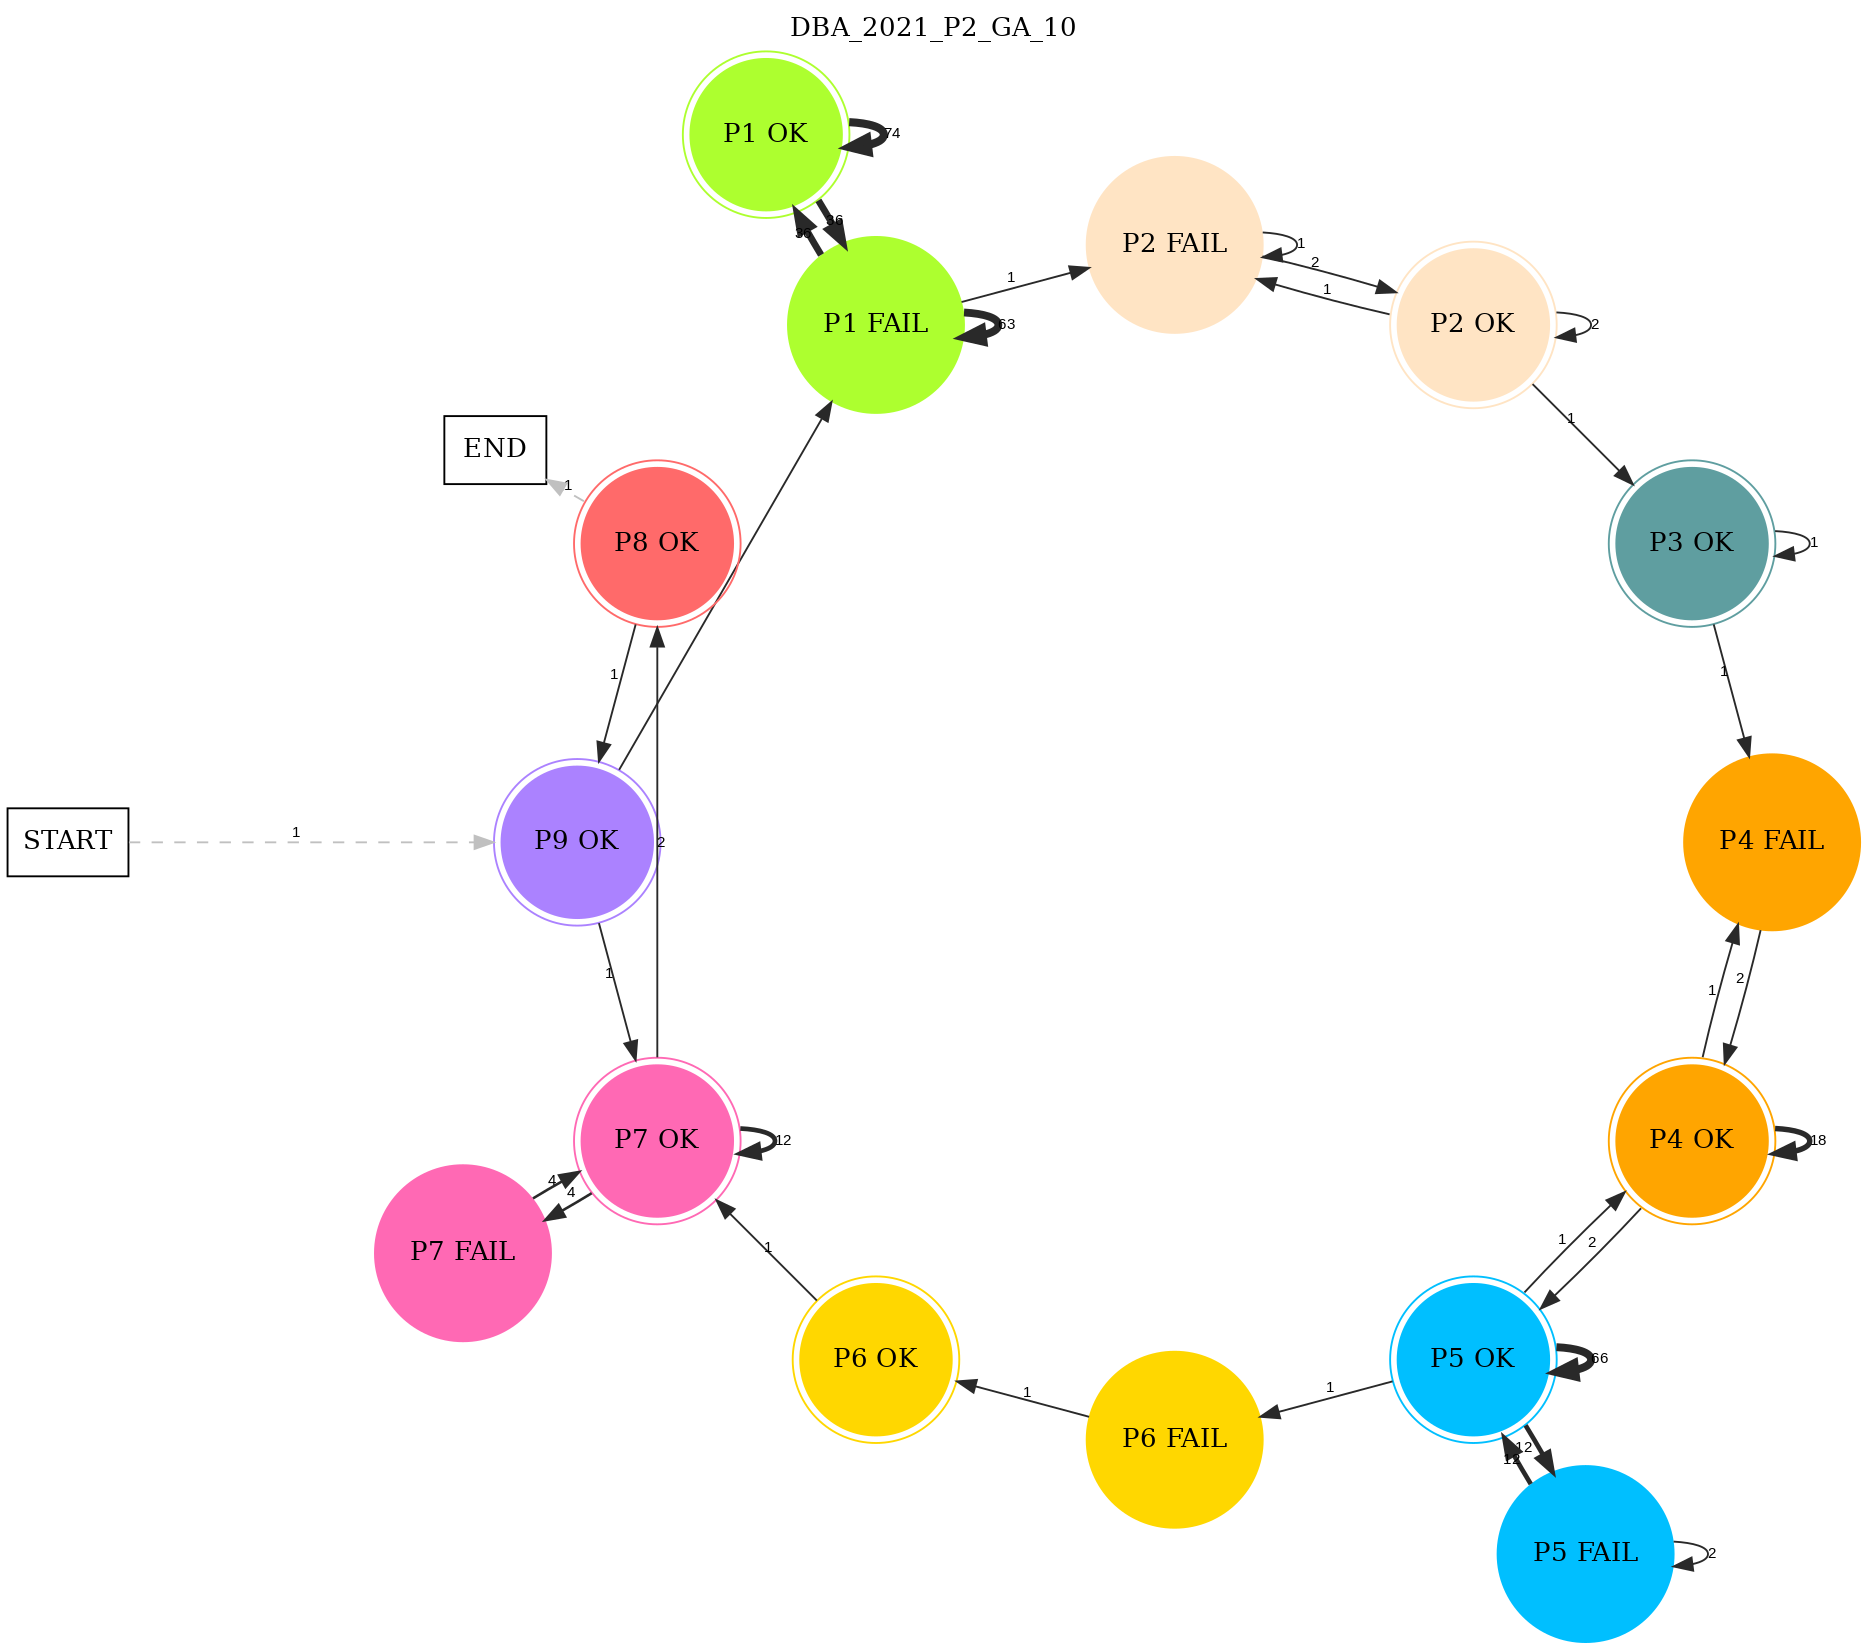 DBA_2021_P2_GA_10
P1 OK
74
36
36
P1 FAIL
63
1
P2 FAIL
1
2
1
P2 OK
2
1
END
1
P8 OK
P3 OK
1
1
1
START
1
P9 OK
2
P4 FAIL
1
1
2
P7 OK
12
P4 OK
18
4
4
P7 FAIL
1
1
2
P6 OK
1
P6 FAIL
1
P5 OK
66
12
12
P5 FAIL
2